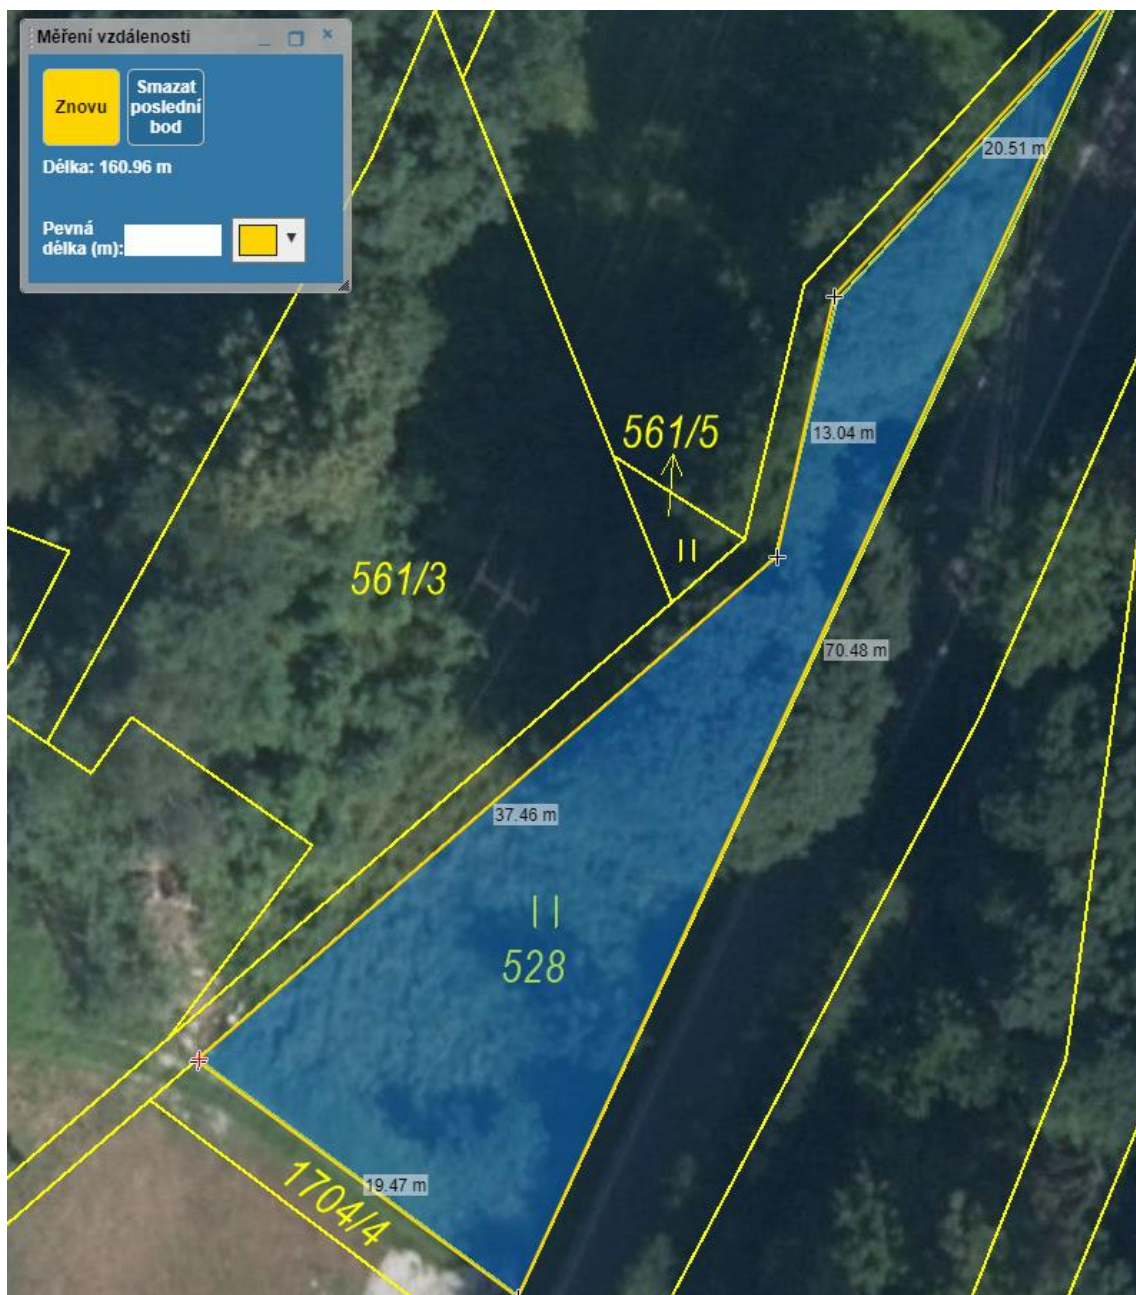 Měření vzdálenosti
Znovu
Smazat
poslední
bod
Délka: 160.96 m
Pevná
délka (m):
20.51 m
13.04 m
561/5
561/3
70.48 m
37.46 m
528
19.47 m
1704/4